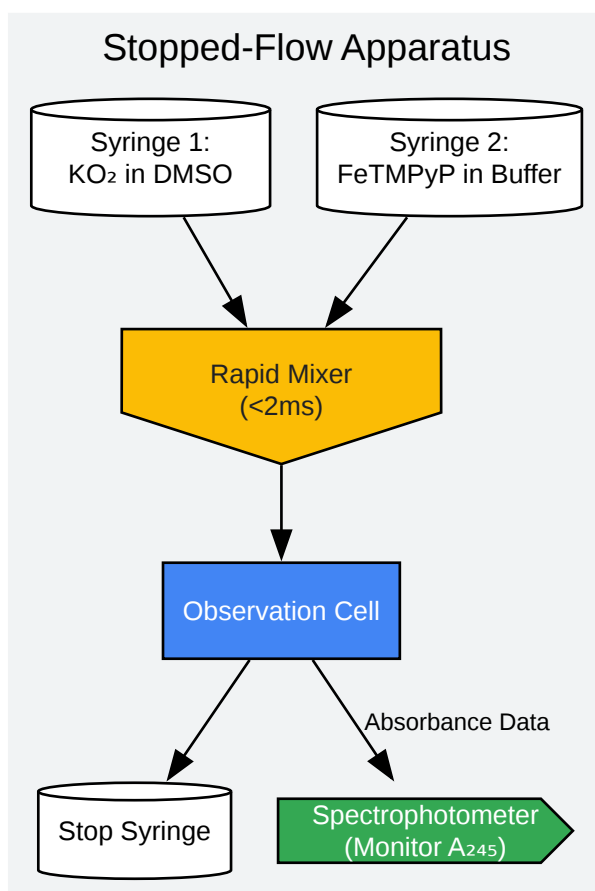 Stopped-Flow Apparatus
Syringe 1:
KO₂ in DMSO
Syringe 2:
FeTMPyP in Buffer
Rapid Mixer
(<2ms)
Observation Cell
Absorbance Data
Stop Syringe
Spectrophotometer
(Monitor A₂₄₅)